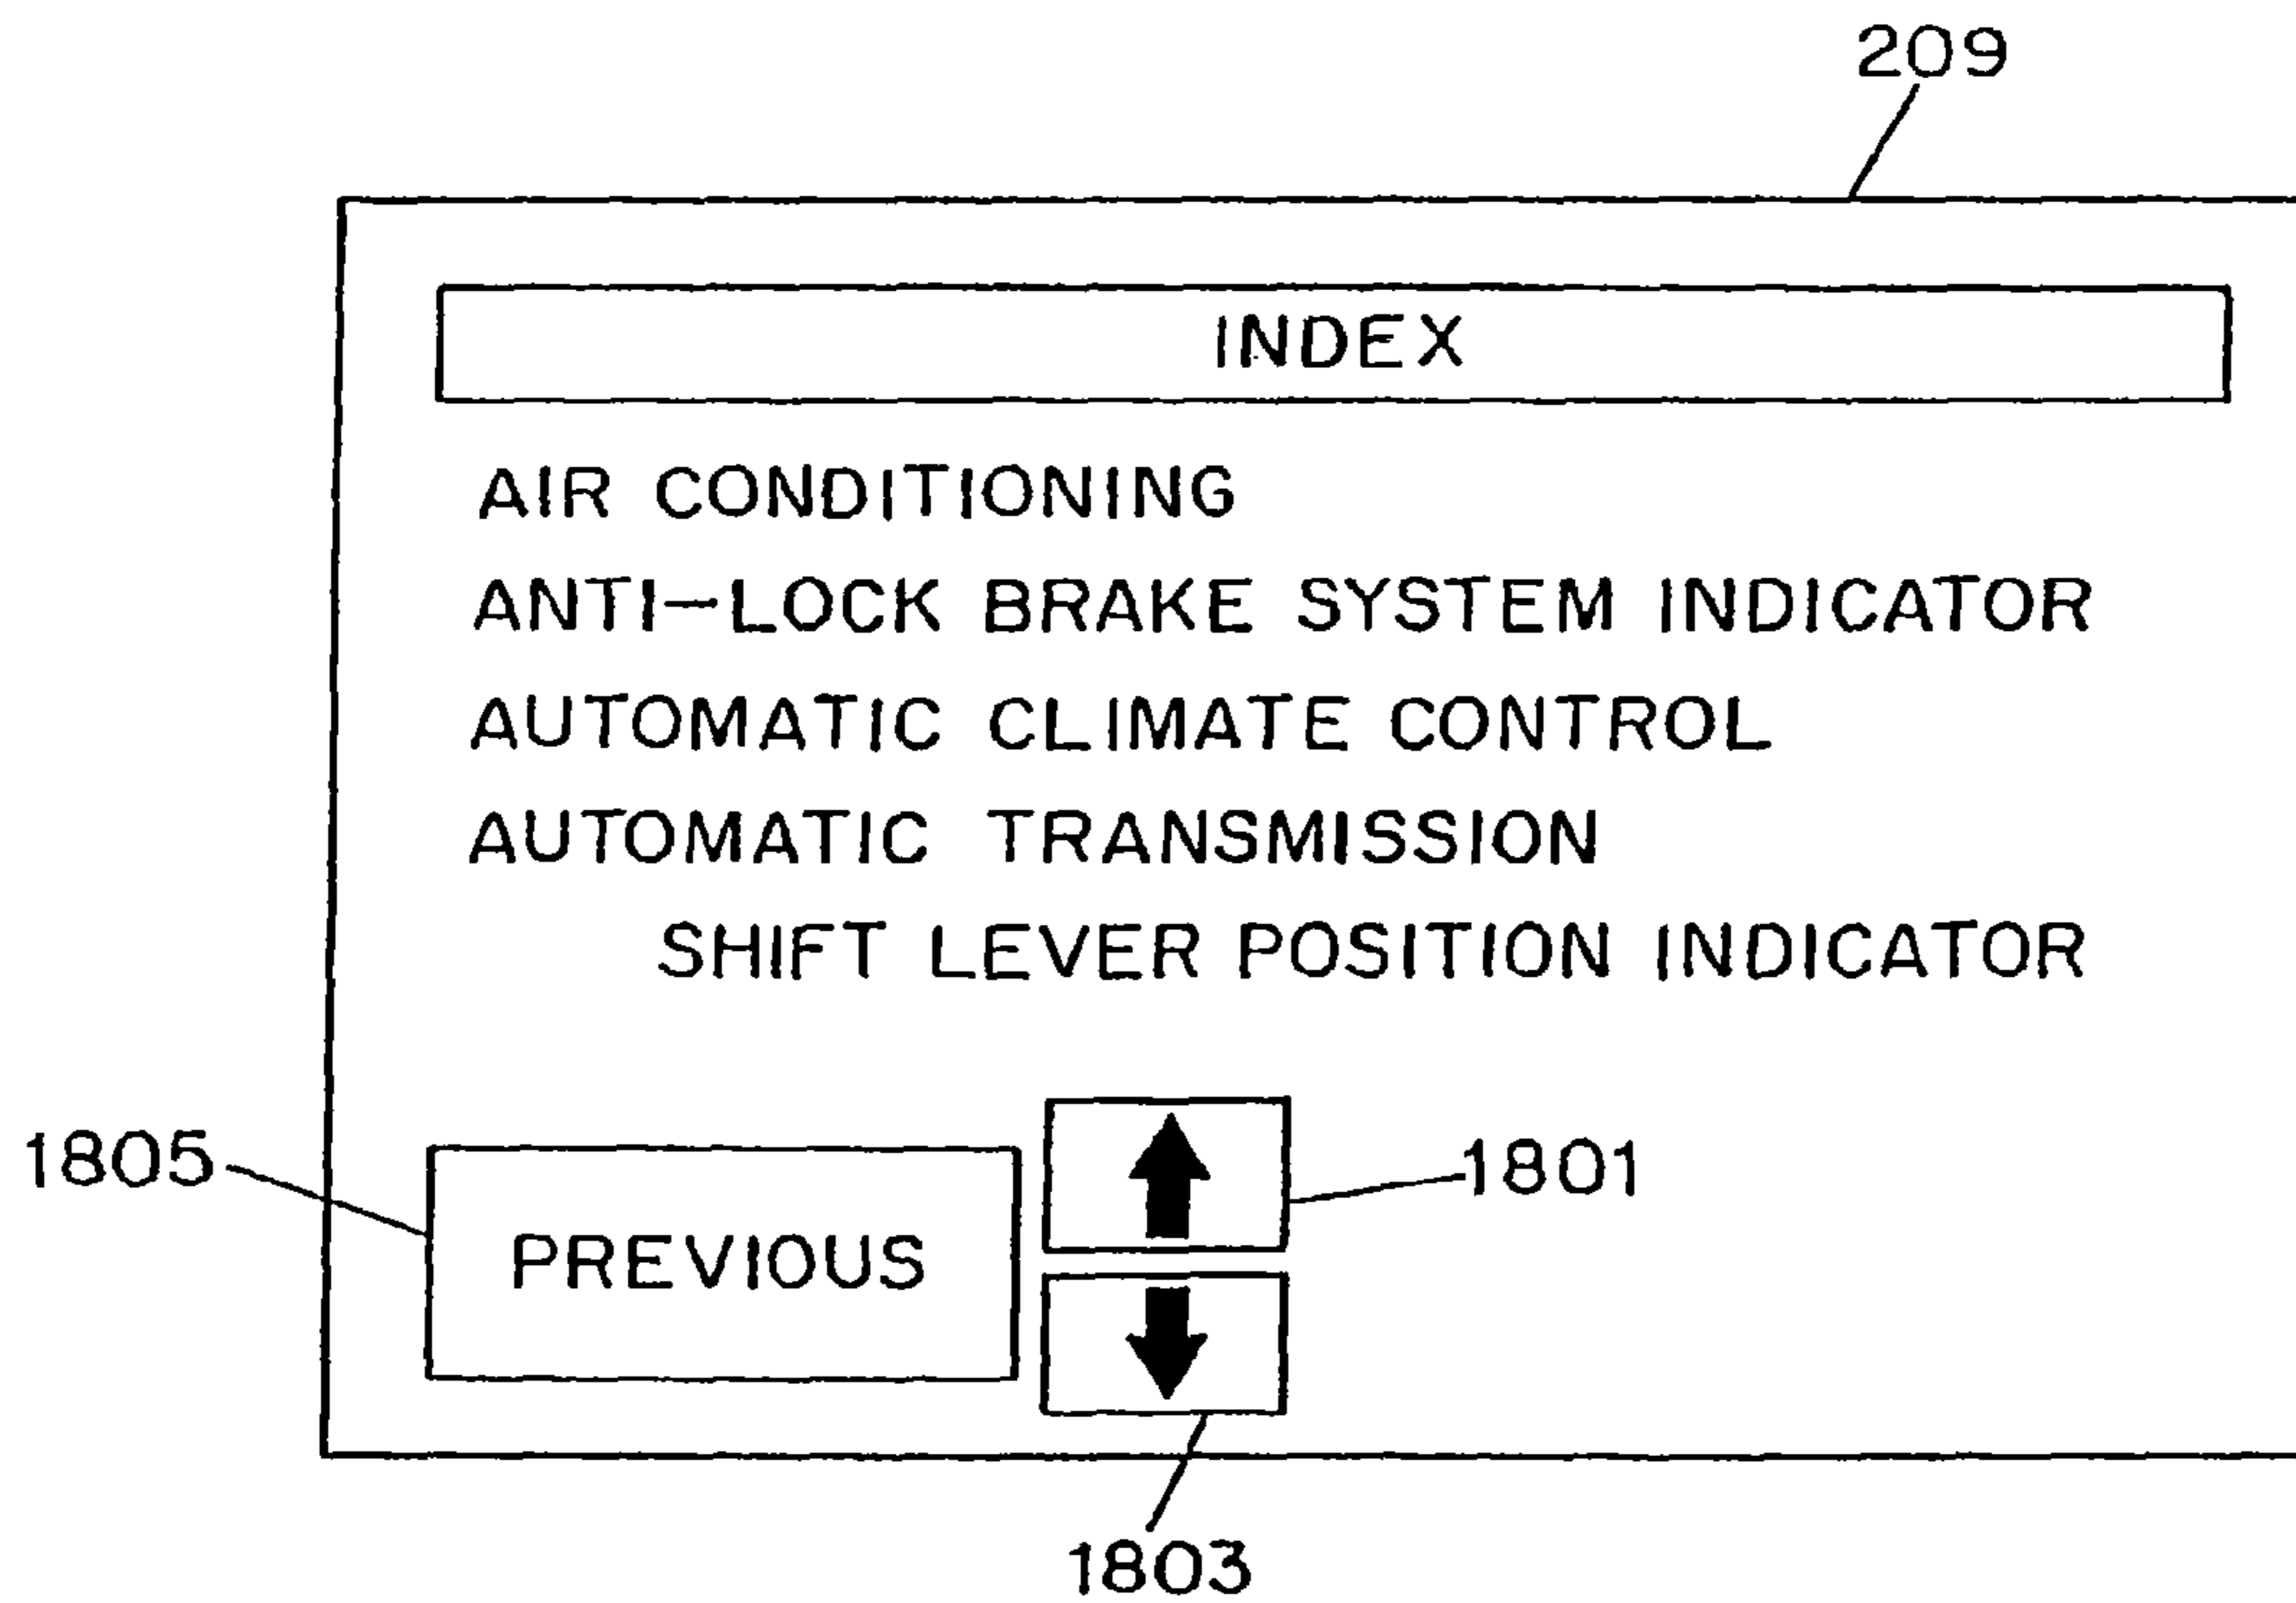 209
INDEX
AIR CONDITIONING
ANTI-LOCK BRAKE SYSTEM INDICATOR
AUTOMATIC CLIMATE CONTROL
AUTOMATIC TRANSMISSION
SHIFT LEVER POSITION INDICATOR
1805
1801
PREVIOUS
1803